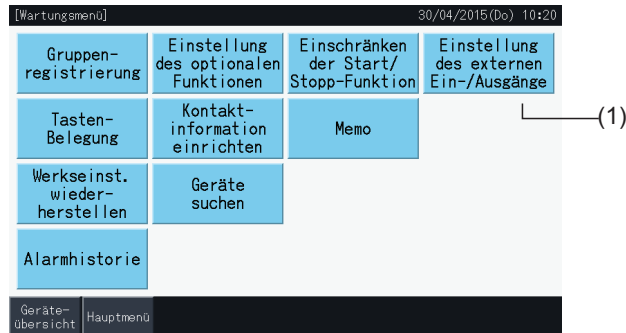 [Wartungsmenü] 30/04/2015(Do) 10:20
Gruppen-
registrierung
Einstellung
des optionalen
Funktionen
Einschränken
der Start/
Stopp-Funktion
Einstellung
des externen
Ein-/Ausgänge
(1)
Tasten-
Belegung
Kontakt-
information
einrichten
Memo
Werkseinst.
wieder-
herstellen
Geräte
suchen
Alarmhistorie
Geräte-
übersicht
Hauptmenü